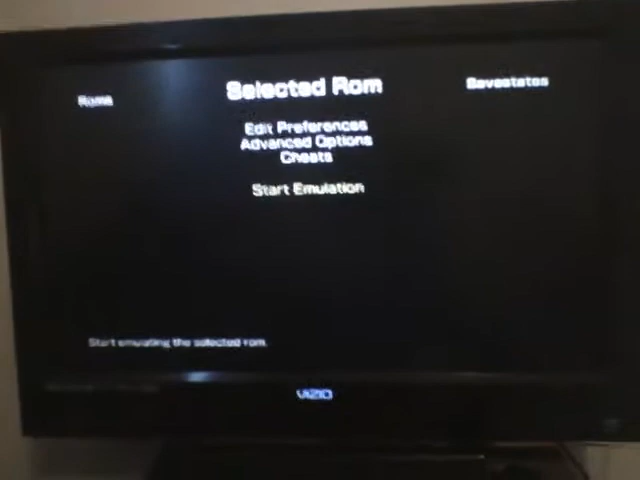 Roms
Selected Rom
Savestates
Edit Preferences
Advanced Options
Cheats
Start Emulation
Start emulating the selected rom.
VIZIO